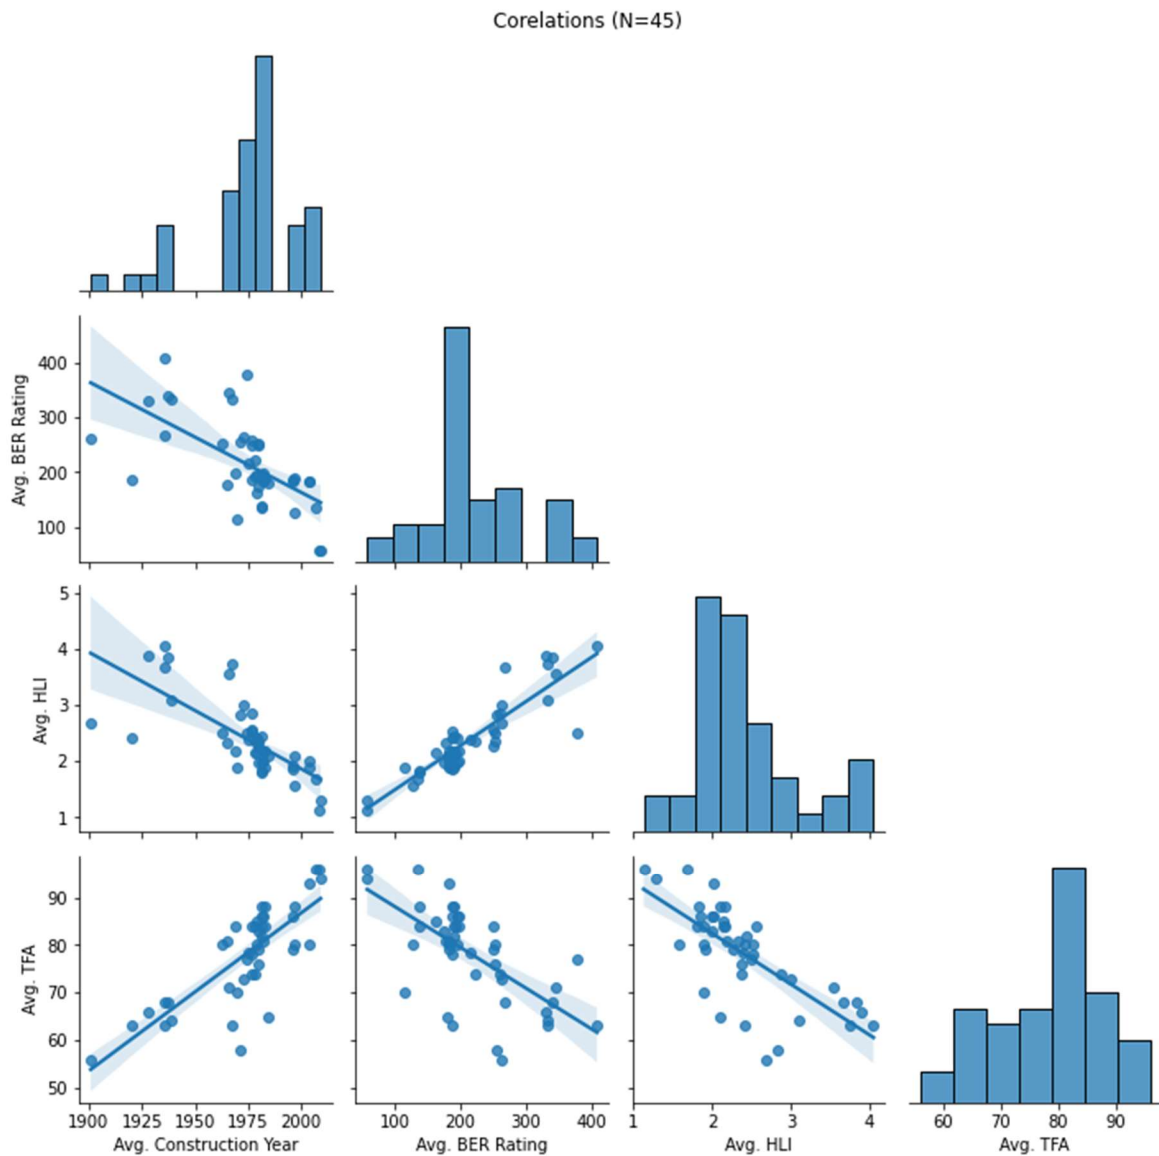 Corelations (N=45)
Avg. BER Rating
400
300
200
100
Avg. HLI
5
4
3
2
1
Avg. TFA
90
80
70
60
50
1900 1925 1950 1975 2000
100 200 300 400
1 2 3 4
60 70 80 90
Avg. Construction Year
Avg. BER Rating
Avg. HLI
Avg. TFA